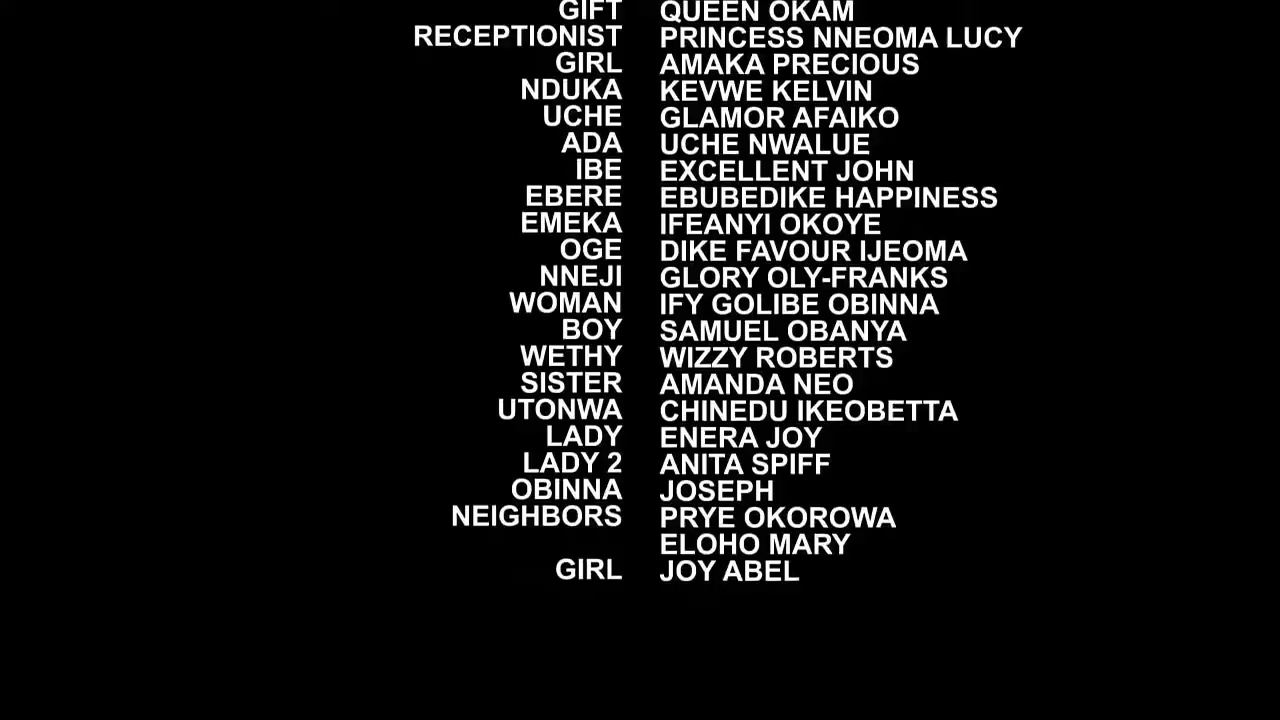 GIFT QUEEN OKAM
RECEPTIONIST PRINCESS NNEOMA LUCY
GIRL AMAKA PRECIOUS
NDUKA KEVWE KELVIN
UCHE GLAMOR AFAIKO
ADA UCHE NWALUE
IBE EXCELLENT JOHN
EBERE EBUBEDIKE HAPPINESS
EMEKA IFEANYI OKOYE
OGE DIKE FAVOUR IJEOMA
NNEJI GLORY OLY-FRANKS
WOMAN IFY GOLIBE OBINNA
BOY SAMUEL OBANYA
WETHY WIZZY ROBERTS
SISTER AMANDA NEO
UTONWA CHINEDU IKEOBETTA
LADY ENERA JOY
LADY 2 ANITA SPIFF
OBINNA JOSEPH
NEIGHBORS PRYE OKOROWA
ELOHO MARY
GIRL JOY ABEL